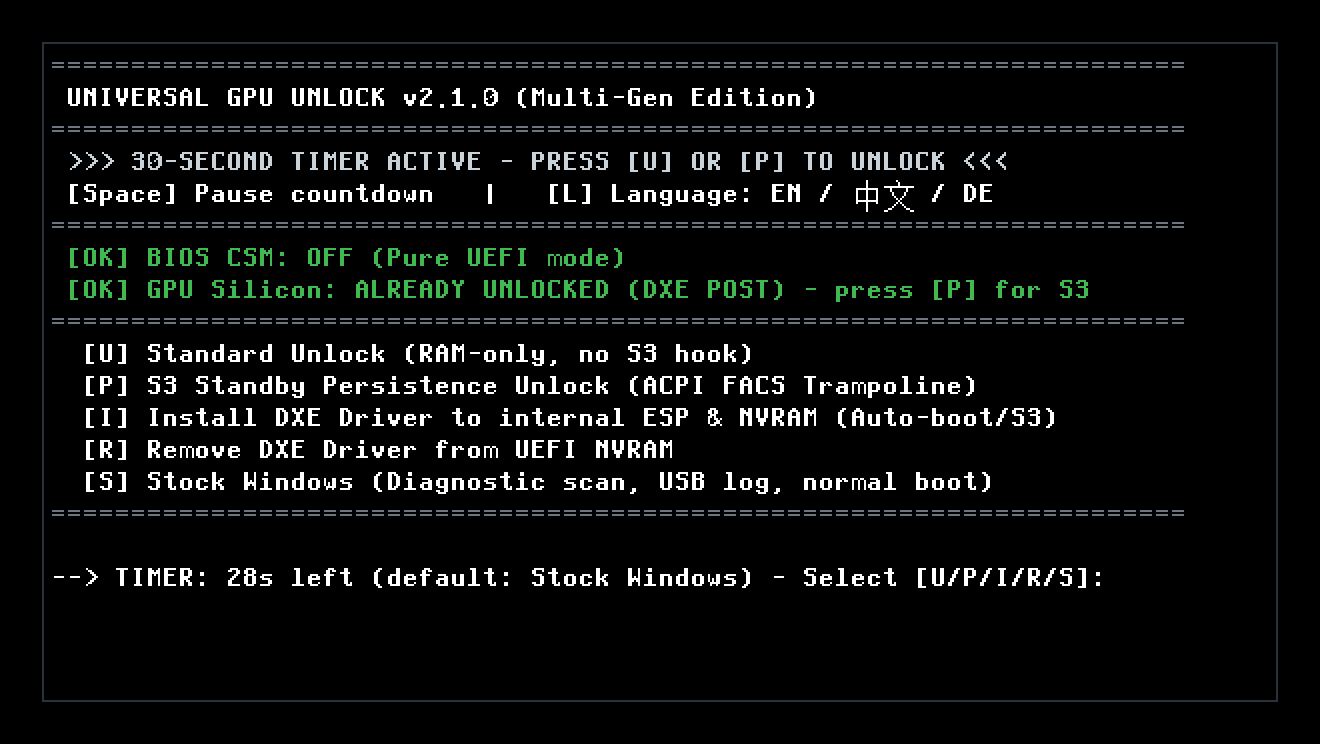 =======================================================================
UNIVERSAL GPU UNLOCK v2.1.0 (Multi-Gen Edition)
=======================================================================
>>> 30-SECOND TIMER ACTIVE - PRESS [U] OR [P] TO UNLOCK <<<
[Space] Pause countdown   |   [L] Language: EN / 中文 / DE
=======================================================================
[OK] BIOS CSM: OFF (Pure UEFI mode)
[OK] GPU Silicon: ALREADY UNLOCKED (DXE POST) - press [P] for S3
=======================================================================
[U] Standard Unlock (RAM-only, no S3 hook)
[P] S3 Standby Persistence Unlock (ACPI FACS Trampoline)
[I] Install DXE Driver to internal ESP & NVRAM (Auto-boot/S3)
[R] Remove DXE Driver from UEFI NVRAM
[S] Stock Windows (Diagnostic scan, USB log, normal boot)
=======================================================================
--> TIMER: 28s left (default: Stock Windows) - Select [U/P/I/R/S]: